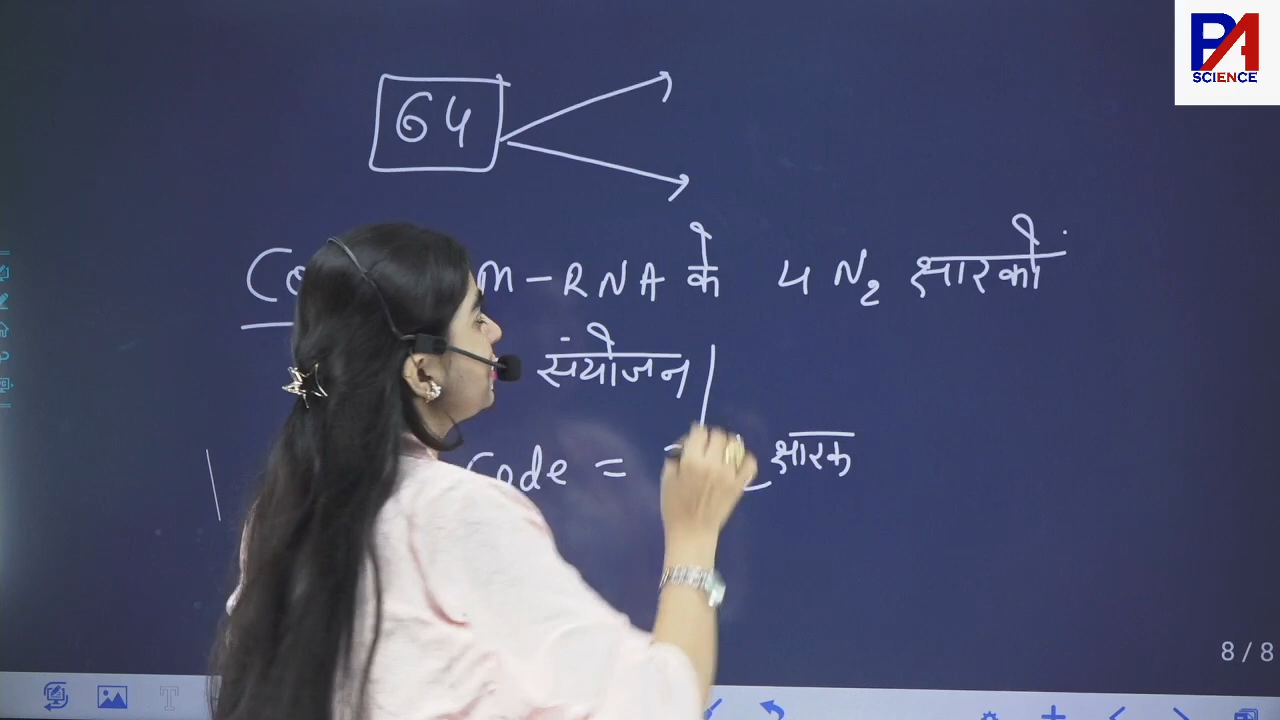 PA
SCIENCE
64
m-RNA के 4 N₂ क्षारको
संयोजन |
Code = क्षारक
8 / 8